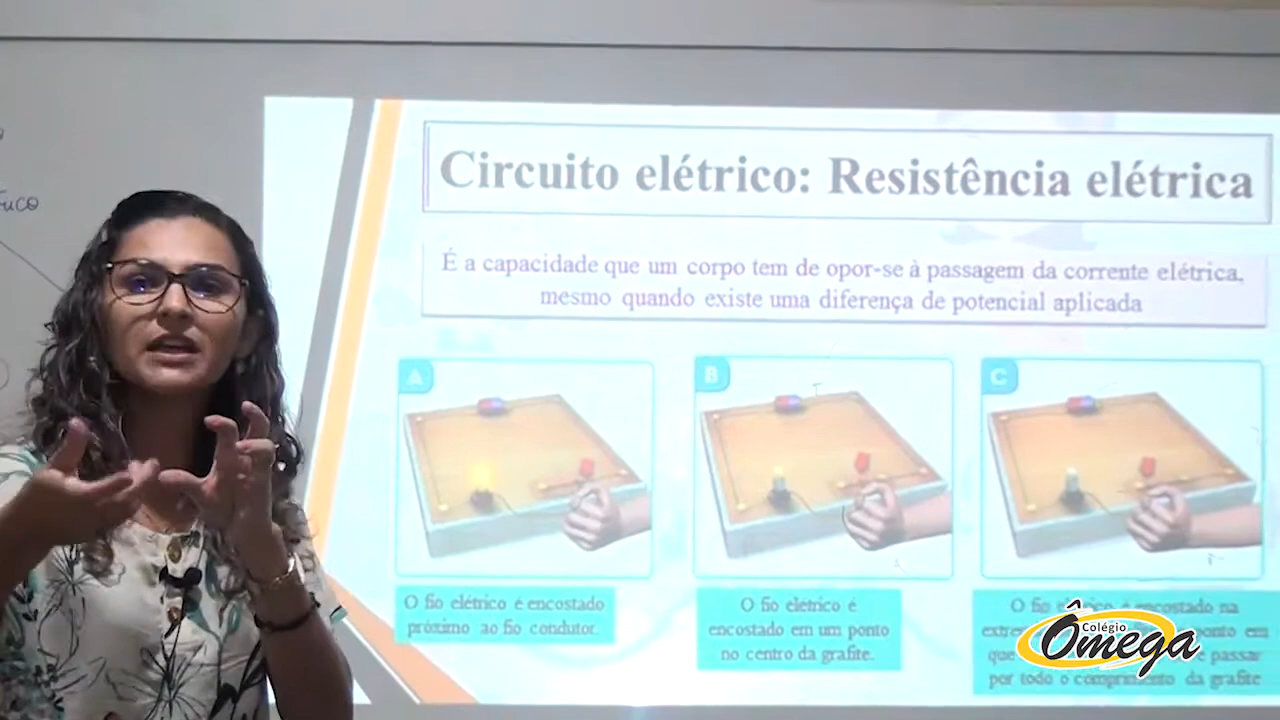 Circuito elétrico: Resistência elétrica
É a capacidade que um corpo tem de opor-se à passagem da corrente elétrica,
mesmo quando existe uma diferença de potencial aplicada
A
B
C
O fio elétrico é encostado
próximo ao fio condutor.
O fio elétrico é
encostado em um ponto
no centro da grafite.
O fio elétrico é encostado na
ponto em
que
e passar
por todo o comprimento da grafite
Colégio
Ômega